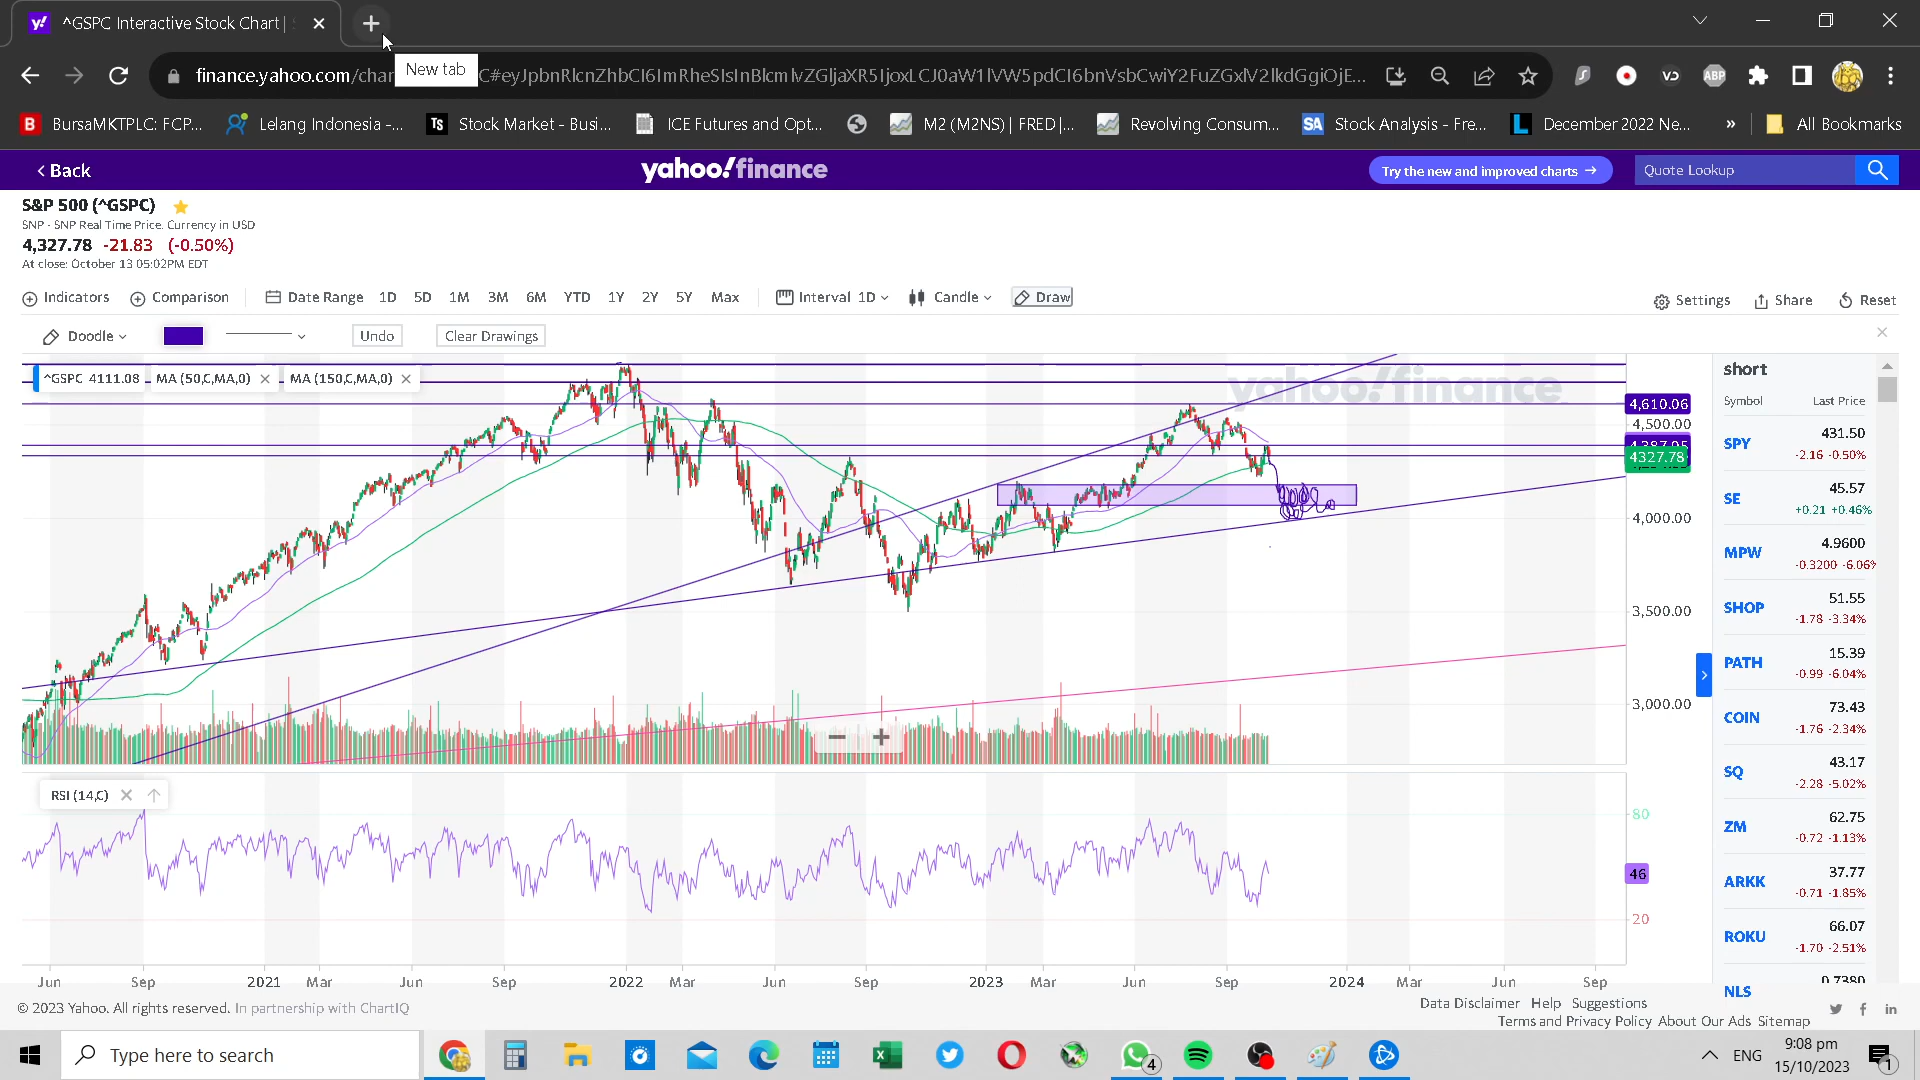 ^GSPC Interactive Stock Chart |
New tab
finance.yahoo.com/char
BursaMKTPLC: FCP...
Lelang Indonesia -...
Stock Market - Busi...
ICE Futures and Opt...
M2 (M2NS) | FRED |...
Revolving Consum...
Stock Analysis - Fre...
December 2022 Ne...
»
All Bookmarks
< Back
yahoo!finance
Try the new and improved charts →
Quote Lookup
S&P 500 (^GSPC)
SNP - SNP Real Time Price. Currency in USD
4,327.78 -21.83 (-0.50%)
At close: October 13 05:02PM EDT
Indicators
Comparison
Date Range 1D 5D 1M 3M 6M YTD 1Y 2Y 5Y Max
Interval 1D
Candle
Draw
Settings
Share
Reset
Doodle
Undo
Clear Drawings
^GSPC 4111.08
MA (50,C,MA,0)
MA (150,C,MA,0)
yahoo!finance
4,610.06
4,500.00
4327.78
4,000.00
3,500.00
3,000.00
RSI (14,C)
80
46
20
Jun Sep 2021 Mar Jun Sep 2022 Mar Jun Sep 2023 Mar Jun Sep 2024 Mar Jun Sep
short
Symbol Last Price
SPY 431.50
-2.16 -0.50%
SE 45.57
+0.21 +0.46%
MPW 4.9600
-0.3200 -6.06%
SHOP 51.55
-1.78 -3.34%
PATH 15.39
-0.99 -6.04%
COIN 73.43
-1.76 -2.34%
SQ 43.17
-2.28 -5.02%
ZM 62.75
-0.72 -1.13%
ARKK 37.77
-0.71 -1.85%
ROKU 66.07
-1.70 -2.51%
NLS 0.7380
© 2023 Yahoo. All rights reserved. In partnership with ChartIQ
Data Disclaimer Help Suggestions
Terms and Privacy Policy About Our Ads Sitemap
Type here to search
4
ENG
9:08 pm
15/10/2023
1